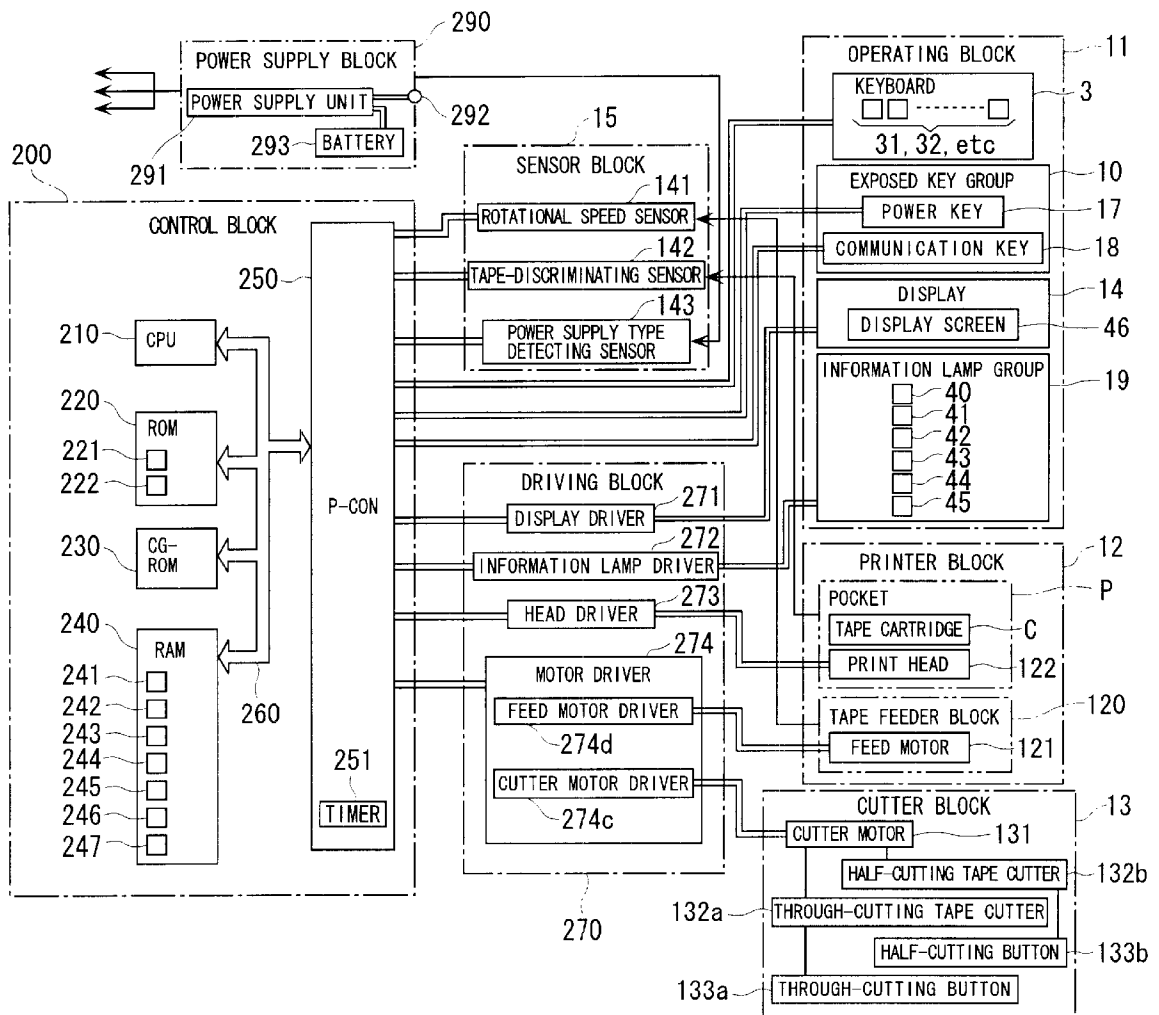 290
POWER SUPPLY BLOCK
POWER SUPPLY UNIT
292
BATTERY
293
291
200
CONTROL BLOCK
250
210
CPU
220
ROM
221
222
230
CG-
ROM
240
RAM
241
242
243
244
245
246
247
260
P-CON
251
TIMER
15
SENSOR BLOCK
141
ROTATIONAL SPEED SENSOR
142
TAPE-DISCRIMINATING SENSOR
143
POWER SUPPLY TYPE
DETECTING SENSOR
DRIVING BLOCK
271
DISPLAY DRIVER
272
INFORMATION LAMP DRIVER
273
HEAD DRIVER
274
MOTOR DRIVER
FEED MOTOR DRIVER
274d
CUTTER MOTOR DRIVER
274c
270
OPERATING BLOCK
11
KEYBOARD
3
31, 32, etc
10
EXPOSED KEY GROUP
POWER KEY
17
COMMUNICATION KEY
18
DISPLAY
14
DISPLAY SCREEN
46
INFORMATION LAMP GROUP
19
40
41
42
43
44
45
12
PRINTER BLOCK
P
POCKET
TAPE CARTRIDGE
C
PRINT HEAD
122
TAPE FEEDER BLOCK
120
FEED MOTOR
121
CUTTER BLOCK
13
CUTTER MOTOR
131
HALF-CUTTING TAPE CUTTER
132b
132a
THROUGH-CUTTING TAPE CUTTER
HALF-CUTTING BUTTON
133b
133a
THROUGH-CUTTING BUTTON